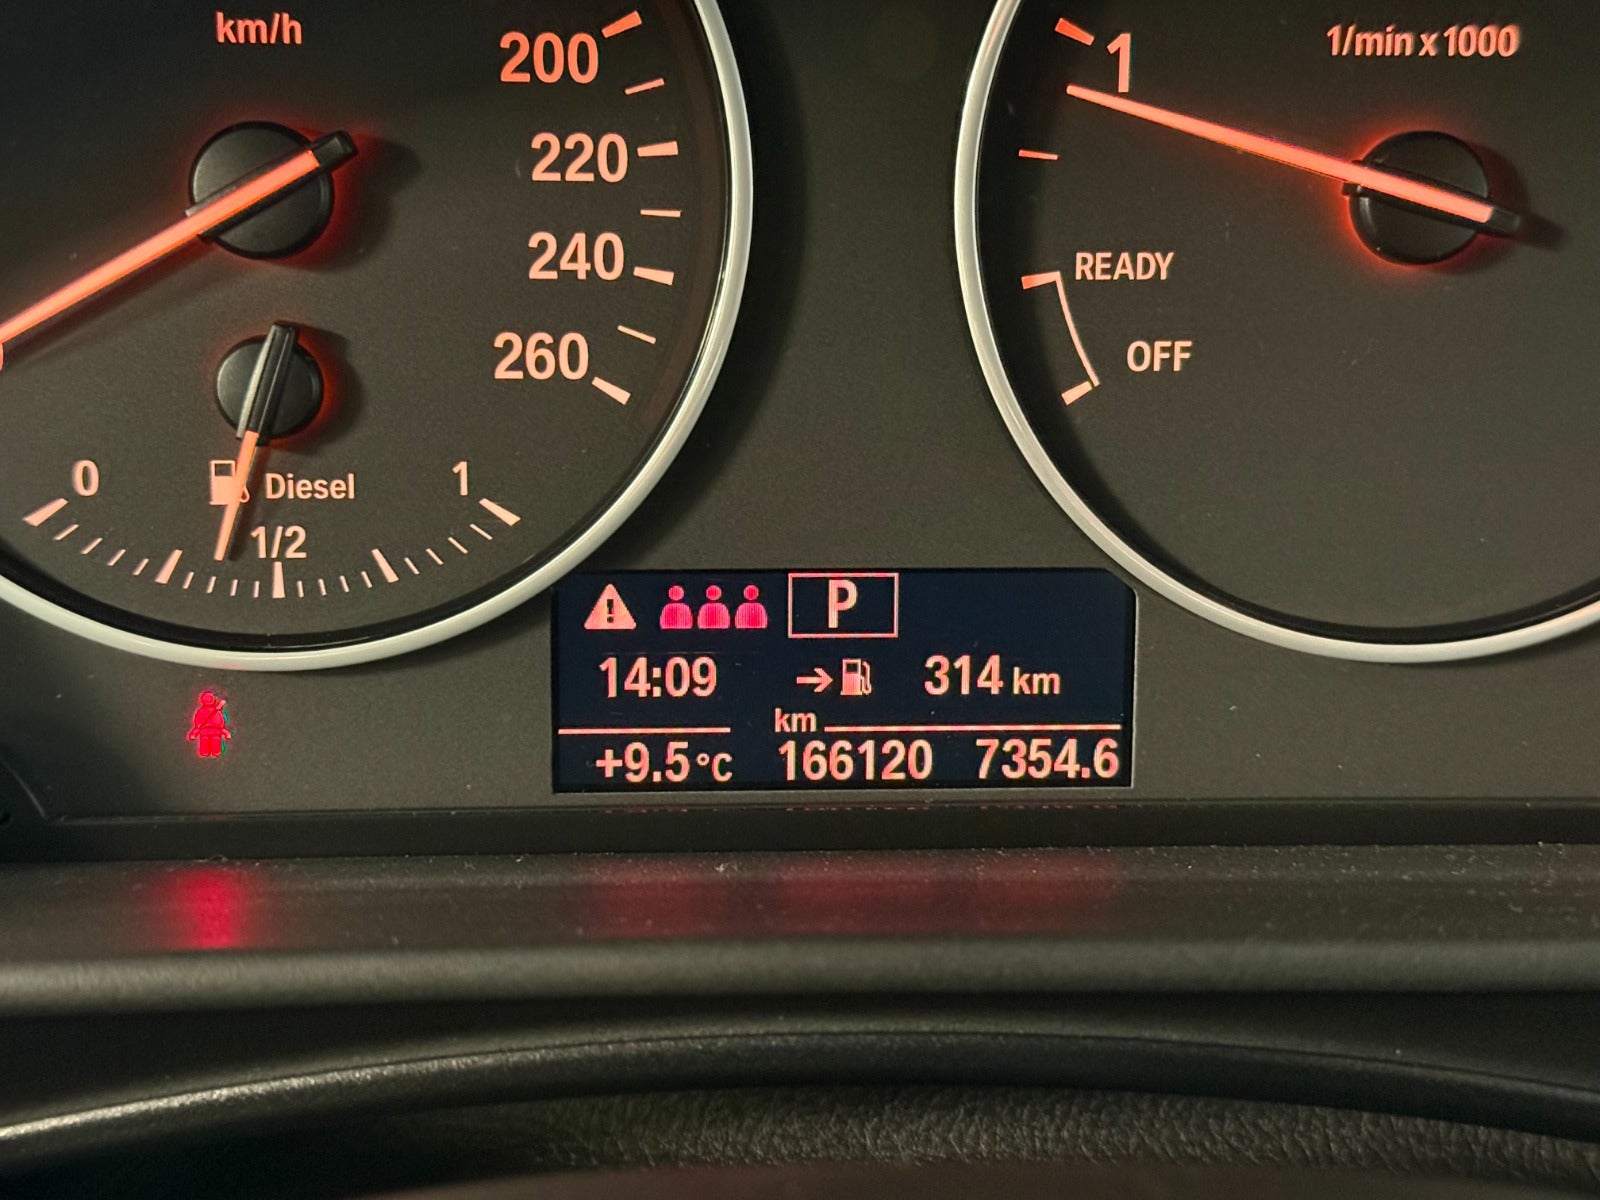 km/h
200
220
240
260
0
Diesel
1
1/2
1/min x 1000
1
READY
OFF
P
14:09 → 314 km
km
+9.5 °C 166120 7354.6